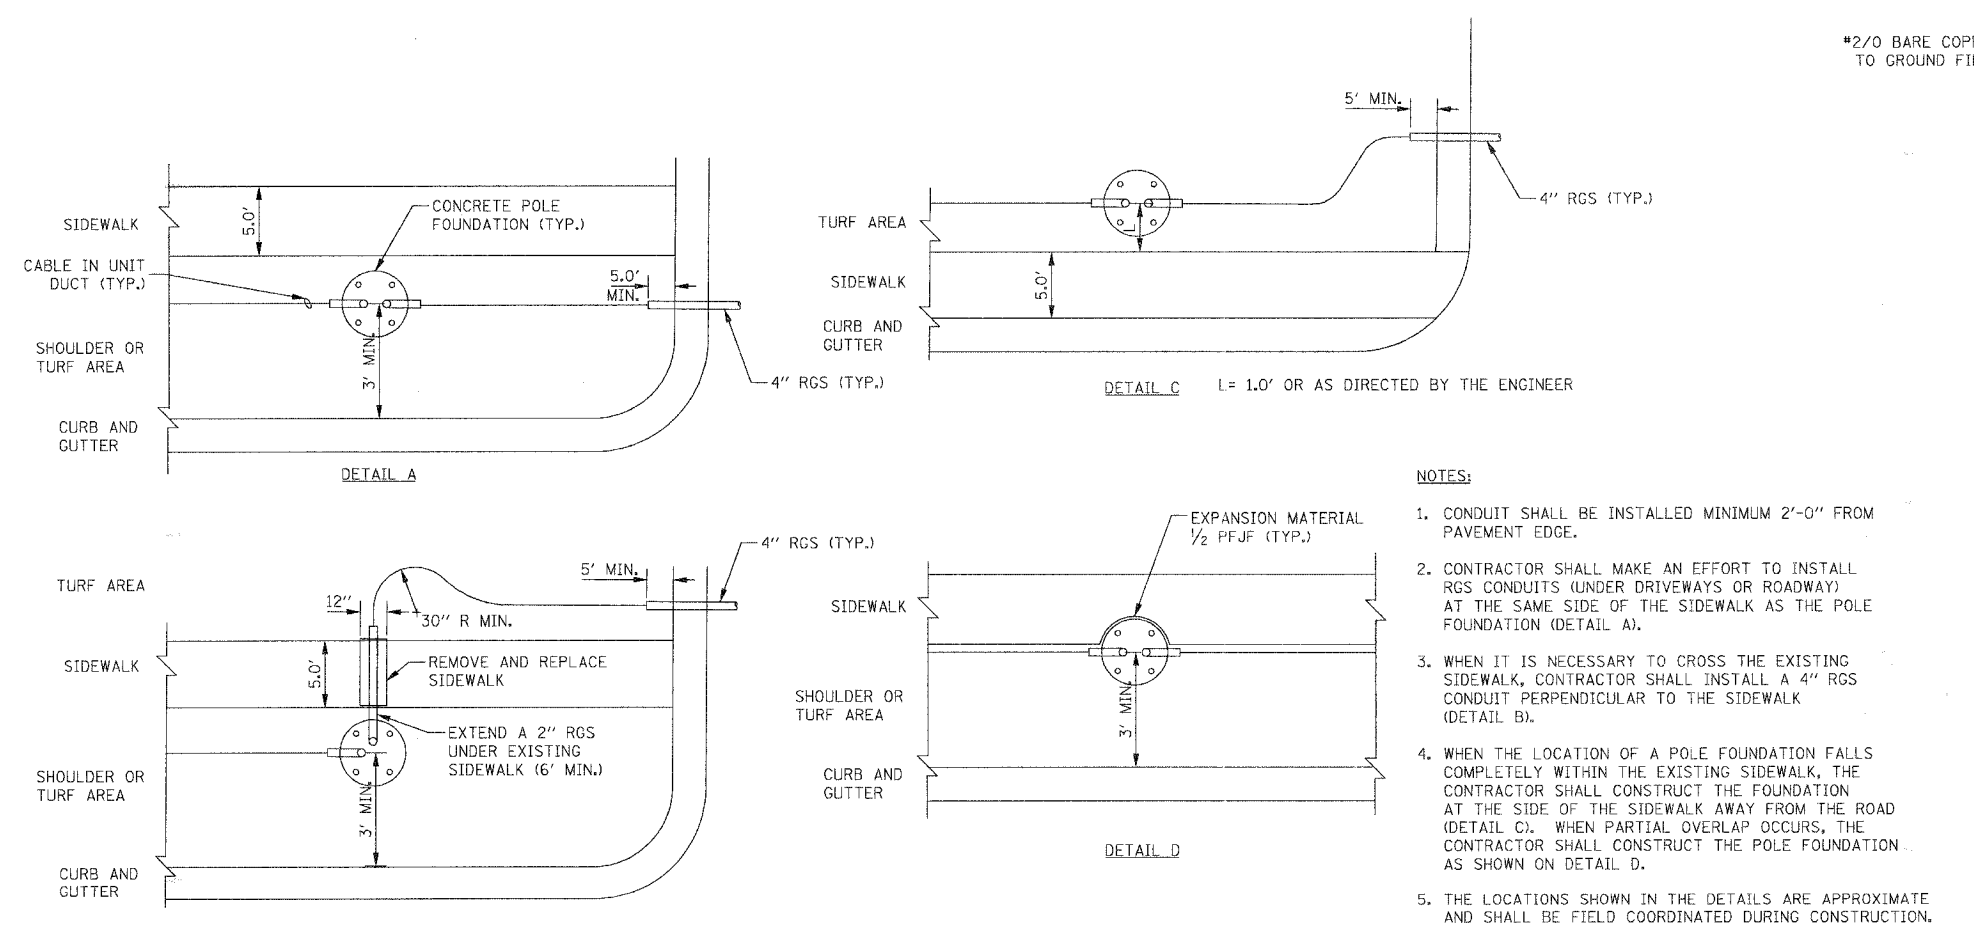 SIDEWALK
5.0'
CONCRETE POLE
FOUNDATION (TYP.)
CABLE IN UNIT
DUCT (TYP.)
5.0'
MIN.
SHOULDER OR
TURF AREA
3' MIN.
4" RGS (TYP.)
CURB AND
GUTTER
DETAIL A
#2/0 BARE
TO GROUND
5' MIN.
4" RGS (TYP.)
TURF AREA
L
SIDEWALK
5.0'
CURB AND
GUTTER
DETAIL C L= 1.0' OR AS DIRECTED BY THE ENGINEER
4" RGS (TYP.)
5' MIN.
TURF AREA
12"
30" R MIN.
SIDEWALK
5.0'
REMOVE AND REPLACE
SIDEWALK
EXTEND A 2" RGS
UNDER EXISTING
SIDEWALK (6' MIN.)
SHOULDER OR
TURF AREA
3' MIN.
CURB AND
GUTTER
EXPANSION MATERIAL
1/2 PFJF (TYP.)
SIDEWALK
SHOULDER OR
TURF AREA
3' MIN.
CURB AND
GUTTER
DETAIL D
NOTES:
1. CONDUIT SHALL BE INSTALLED MINIMUM 2'-0" FROM
PAVEMENT EDGE.
2. CONTRACTOR SHALL MAKE AN EFFORT TO INSTALL
RGS CONDUITS (UNDER DRIVEWAYS OR ROADWAY)
AT THE SAME SIDE OF THE SIDEWALK AS THE POLE
FOUNDATION (DETAIL A).
3. WHEN IT IS NECESSARY TO CROSS THE EXISTING
SIDEWALK, CONTRACTOR SHALL INSTALL A 4" RGS
CONDUIT PERPENDICULAR TO THE SIDEWALK
(DETAIL B).
4. WHEN THE LOCATION OF A POLE FOUNDATION FALLS
COMPLETELY WITHIN THE EXISTING SIDEWALK, THE
CONTRACTOR SHALL CONSTRUCT THE FOUNDATION
AT THE SIDE OF THE SIDEWALK AWAY FROM THE ROAD
(DETAIL C). WHEN PARTIAL OVERLAP OCCURS, THE
CONTRACTOR SHALL CONSTRUCT THE POLE FOUNDATION
AS SHOWN ON DETAIL D.
5. THE LOCATIONS SHOWN IN THE DETAILS ARE APPROXIMATE
AND SHALL BE FIELD COORDINATED DURING CONSTRUCTION.